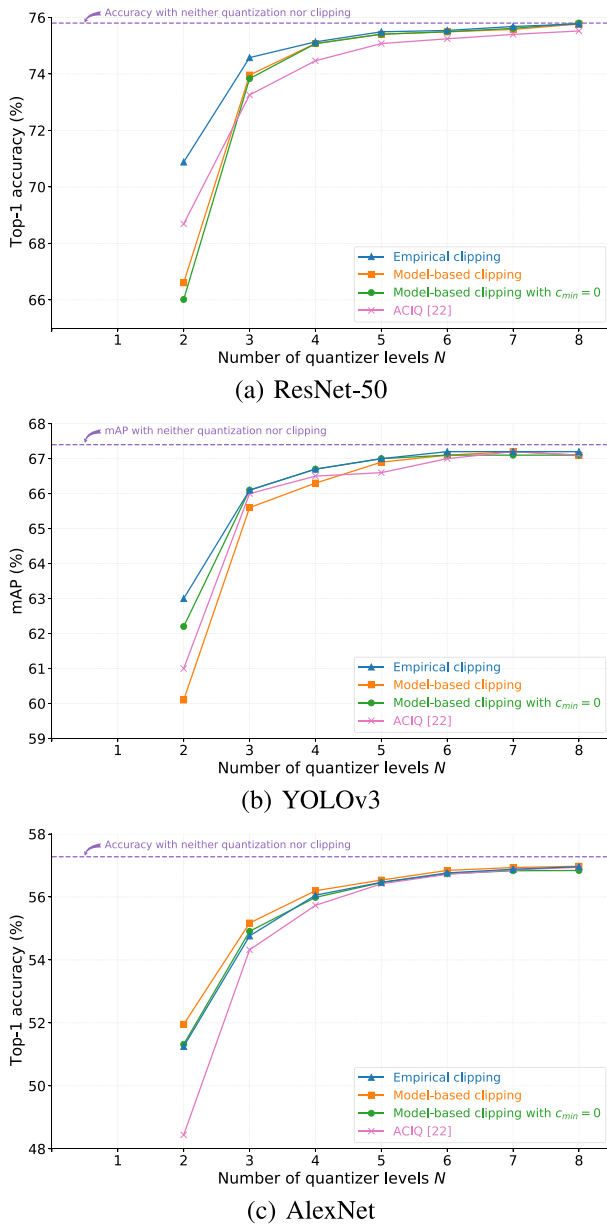 76
Accuracy with neither quantization nor clipping
74
72
70
68
66
Top-1 accuracy (%)
Empirical clipping
Model-based clipping
Model-based clipping with c_min = 0
ACIQ [22]
1 2 3 4 5 6 7 8
Number of quantizer levels N
(a) ResNet-50
68
mAP with neither quantization nor clipping
67
66
65
64
63
62
61
60
59
mAP (%)
Empirical clipping
Model-based clipping
Model-based clipping with c_min = 0
ACIQ [22]
1 2 3 4 5 6 7 8
Number of quantizer levels N
(b) YOLOv3
58
Accuracy with neither quantization nor clipping
56
54
52
50
48
Top-1 accuracy (%)
Empirical clipping
Model-based clipping
Model-based clipping with c_min = 0
ACIQ [22]
1 2 3 4 5 6 7 8
Number of quantizer levels N
(c) AlexNet